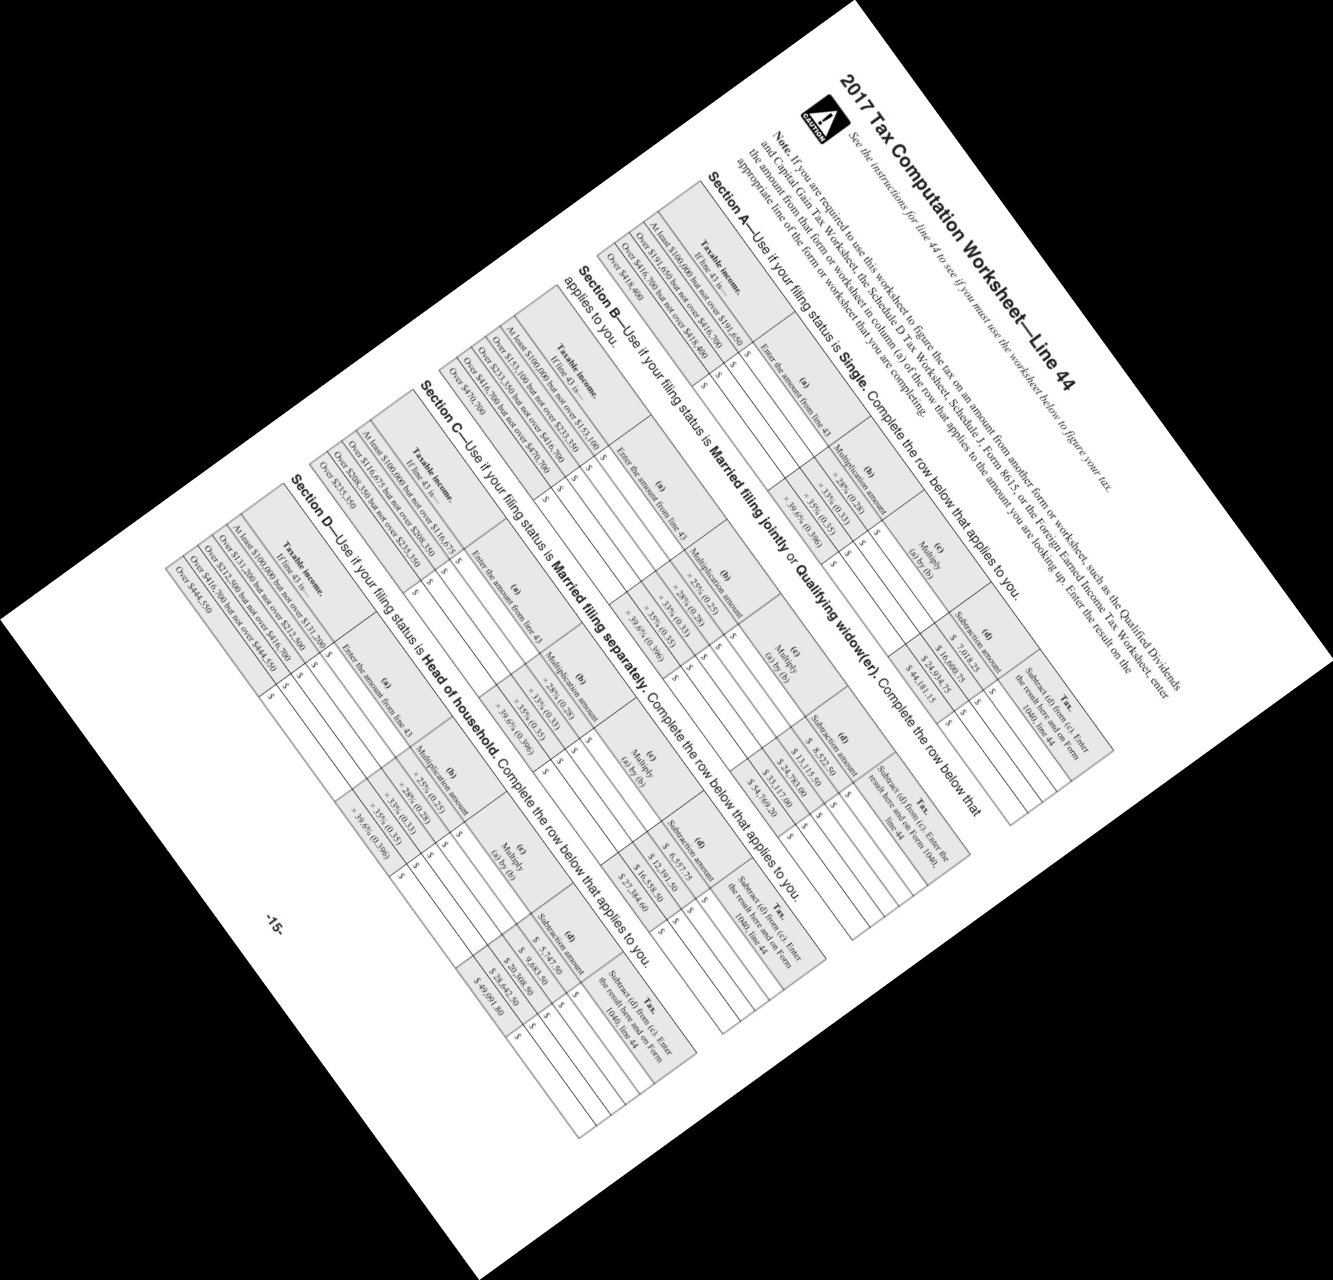 2017 Tax Computation Worksheet—Line 44
CAUTION
See the instructions for line 44 to see if you must use the worksheet below to figure your tax.
Note. If you are required to use this worksheet to figure the tax on an amount from another form or worksheet, such as the Qualified Dividends
and Capital Gain Tax Worksheet, the Schedule D Tax Worksheet, Schedule J, Form 8615, or the Foreign Earned Income Tax Worksheet, enter
the amount from that form or worksheet in column (a) of the row that applies to the amount you are looking up. Enter the result on the
appropriate line of the form or worksheet that you are completing.
Section A—Use if your filing status is Single. Complete the row below that applies to you.
Taxable income. (a) (b) (c) (d) Tax.
If line 43 is— Enter the amount from line 43 Multiplication amount Multiply Subtraction amount Subtract (d) from (c). Enter
(a) by (b) the result here and on Form
1040, line 44
At least $100,000 but not over $191,650 $ × 28% (0.28) $ $ 7,018.25 $
Over $191,650 but not over $416,700 $ × 33% (0.33) $ $ 16,600.75 $
Over $416,700 but not over $418,400 $ × 35% (0.35) $ $ 24,934.75 $
Over $418,400 $ × 39.6% (0.396) $ $ 44,181.15 $
Section B—Use if your filing status is Married filing jointly or Qualifying widow(er). Complete the row below that
applies to you.
Taxable income. (a) (b) (c) (d) Tax.
If line 43 is— Enter the amount from line 43 Multiplication amount Multiply Subtraction amount Subtract (d) from (c). Enter the
(a) by (b) result here and on Form 1040,
line 44
At least $100,000 but not over $153,100 $ × 25% (0.25) $ $ 8,522.50 $
Over $153,100 but not over $233,350 $ × 28% (0.28) $ $ 13,115.50 $
Over $233,350 but not over $416,700 $ × 33% (0.33) $ $ 24,783.00 $
Over $416,700 but not over $470,700 $ × 35% (0.35) $ $ 33,117.00 $
Over $470,700 $ × 39.6% (0.396) $ $ 54,769.20 $
Section C—Use if your filing status is Married filing separately. Complete the row below that applies to you.
Taxable income. (a) (b) (c) (d) Tax.
If line 43 is— Enter the amount from line 43 Multiplication amount Multiply Subtraction amount Subtract (d) from (c). Enter
(a) by (b) the result here and on Form
1040, line 44
At least $100,000 but not over $116,675 $ × 28% (0.28) $ $ 6,557.75 $
Over $116,675 but not over $208,350 $ × 33% (0.33) $ $ 12,391.50 $
Over $208,350 but not over $235,350 $ × 35% (0.35) $ $ 16,558.50 $
Over $235,350 $ × 39.6% (0.396) $ $ 27,384.60 $
Section D—Use if your filing status is Head of household. Complete the row below that applies to you.
Taxable income. (a) (b) (c) (d) Tax.
If line 43 is— Enter the amount from line 43 Multiplication amount Multiply Subtraction amount Subtract (d) from (c). Enter
(a) by (b) the result here and on Form
1040, line 44
At least $100,000 but not over $131,200 $ × 25% (0.25) $ $ 5,747.50 $
Over $131,200 but not over $212,500 $ × 28% (0.28) $ $ 9,683.50 $
Over $212,500 but not over $416,700 $ × 33% (0.33) $ $ 20,308.50 $
Over $416,700 but not over $444,550 $ × 35% (0.35) $ $ 28,642.50 $
Over $444,550 $ × 39.6% (0.396) $ $ 49,091.80 $
-15-